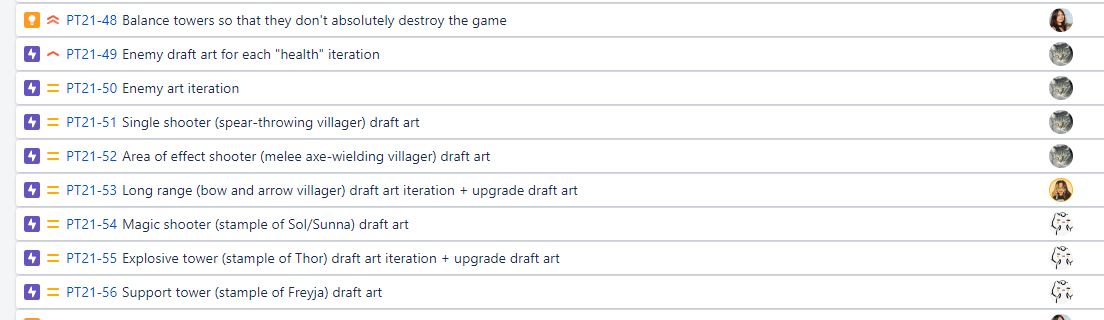 PT21-48 Balance towers so that they don't absolutely destroy the game
PT21-49 Enemy draft art for each "health" iteration
PT21-50 Enemy art iteration
PT21-51 Single shooter (spear-throwing villager) draft art
PT21-52 Area of effect shooter (melee axe-wielding villager) draft art
PT21-53 Long range (bow and arrow villager) draft art iteration + upgrade draft art
PT21-54 Magic shooter (stample of Sol/Sunna) draft art
PT21-55 Explosive tower (stample of Thor) draft art iteration + upgrade draft art
PT21-56 Support tower (stample of Freyja) draft art